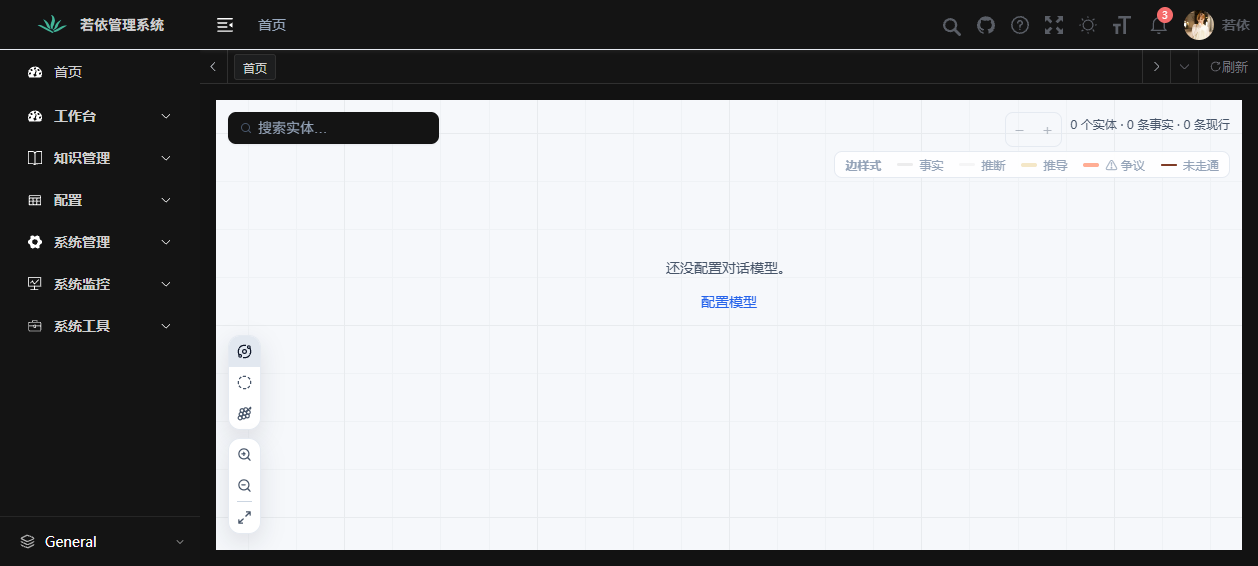 若依管理系统
首页
3
若依
首页
刷新
首页
工作台
知识管理
配置
系统管理
系统监控
系统工具
General
搜索实体...
0 个实体 · 0 条事实 · 0 条现行
边样式 事实 推断 推导 争议 未走通
还没配置对话模型。
配置模型